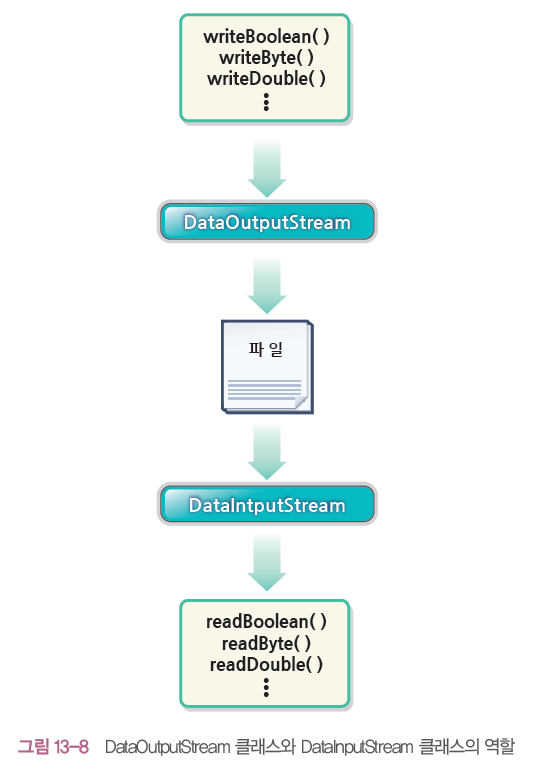 writeBoolean( )
writeByte( )
writeDouble( )
⋮
DataOutputStream
파 일
DataIntputStream
readBoolean( )
readByte( )
readDouble( )
⋮
그림 13-8 DataOutputStream 클래스와 DataInputStream 클래스의 역할